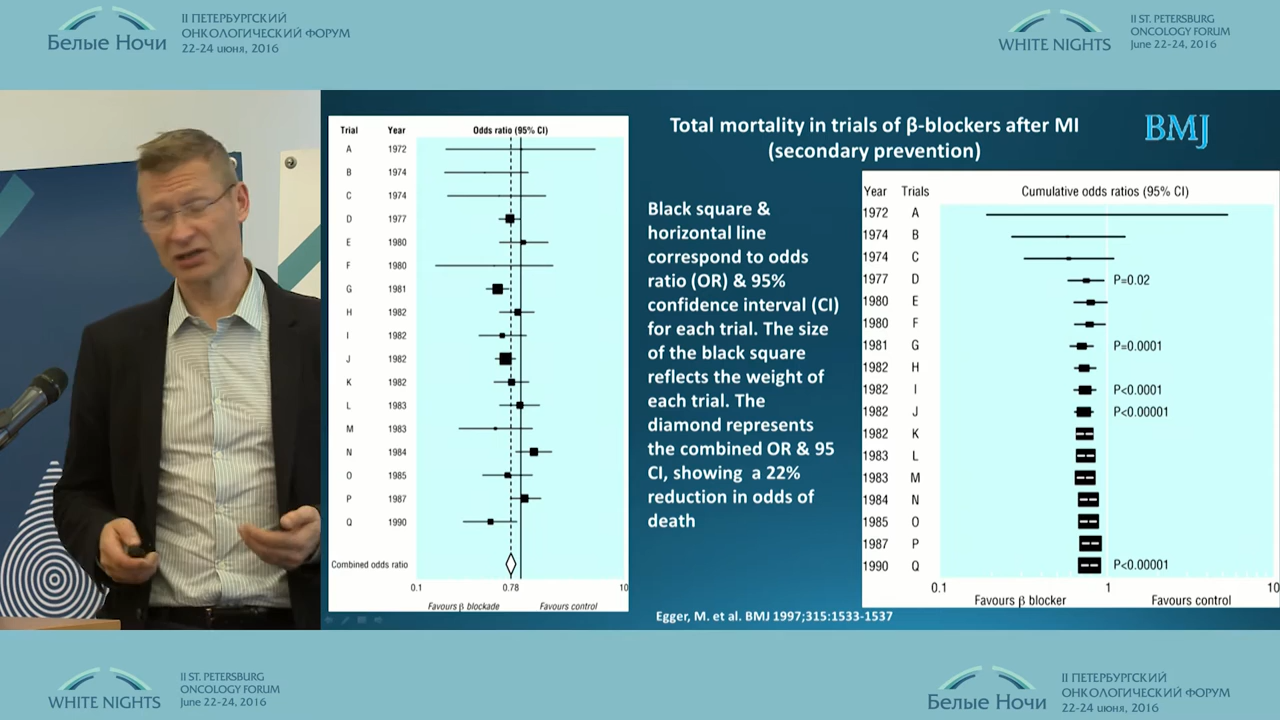 Белые Ночи
II ПЕТЕРБУРГСКИЙ
ОНКОЛОГИЧЕСКИЙ ФОРУМ
22-24 июня, 2016
WHITE NIGHTS
II ST. PETERSBURG
ONCOLOGY FORUM
June 22-24, 2016
Trial Year Odds ratio (95% CI)
A 1972
B 1974
C 1974
D 1977
E 1980
F 1980
G 1981
H 1982
I 1982
J 1982
K 1982
L 1983
M 1983
N 1984
O 1985
P 1987
Q 1990
Combined odds ratio
0.1 0.78 10
Favours β blockade Favours control
Total mortality in trials of β-blockers after MI
(secondary prevention)
BMJ
Black square &
horizontal line
correspond to odds
ratio (OR) & 95%
confidence interval (CI)
for each trial. The size
of the black square
reflects the weight of
each trial. The
diamond represents
the combined OR & 95
CI, showing a 22%
reduction in odds of
death
Year Trials Cumulative odds ratios (95% CI)
1972 A
1974 B
1974 C
1977 D P=0.02
1980 E
1980 F
1981 G P=0.0001
1982 H
1982 I P<0.0001
1982 J P<0.00001
1982 K
1983 L
1983 M
1984 N
1985 O
1987 P
1990 Q P<0.00001
0.1 1 10
Favours β blocker Favours control
Egger, M. et al. BMJ 1997;315:1533-1537
WHITE NIGHTS
II ST. PETERSBURG
ONCOLOGY FORUM
June 22-24, 2016
Белые Ночи
II ПЕТЕРБУРГСКИЙ
ОНКОЛОГИЧЕСКИЙ ФОРУМ
22-24 июня, 2016